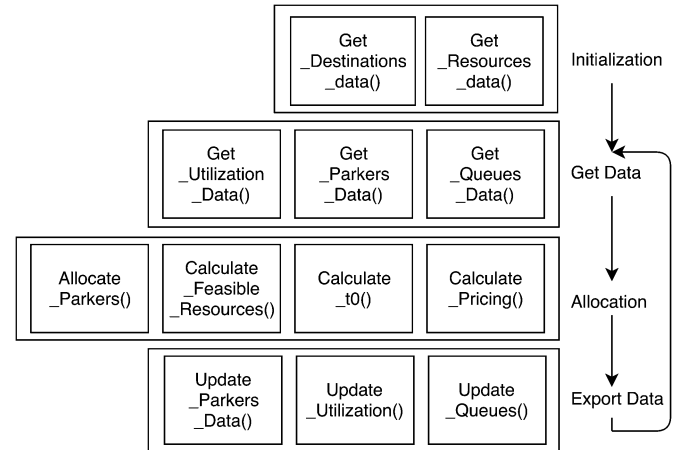 Get
_Destinations
_data()
Get
_Resources
_data()
Initialization
Get
_Utilization
_Data()
Get
_Parkers
_Data()
Get
_Queues
_Data()
Get Data
Allocate
_Parkers()
Calculate
_Feasible
_Resources()
Calculate
_t0()
Calculate
_Pricing()
Allocation
Update
_Parkers
_Data()
Update
_Utilization()
Update
_Queues()
Export Data